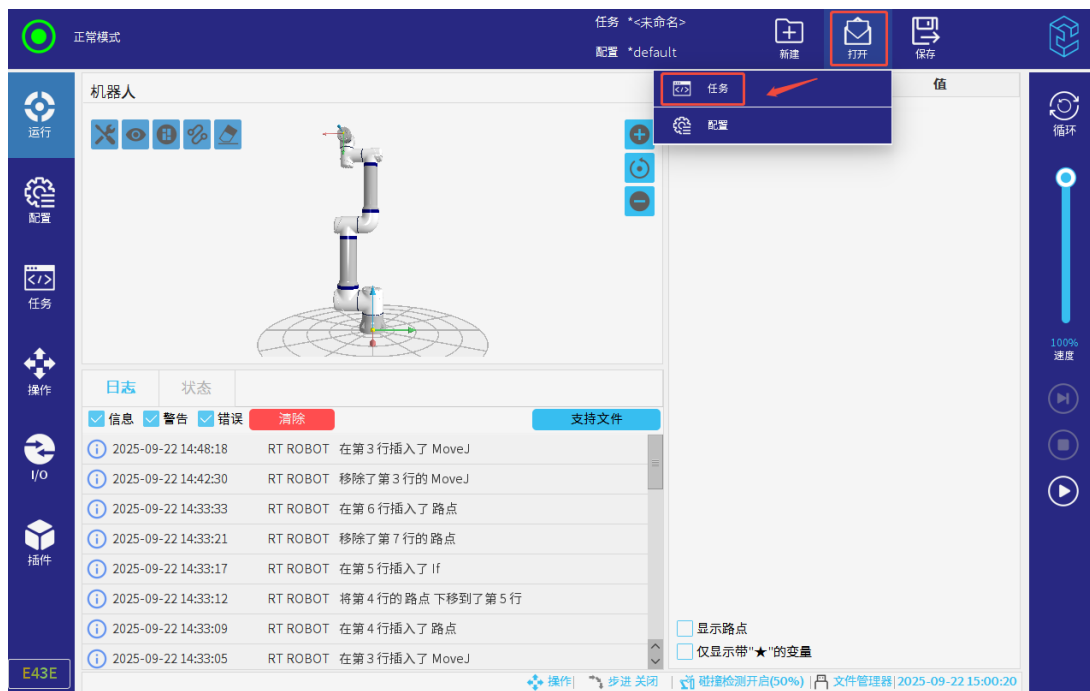 正常模式
任务 *<未命名>
配置 *default
新建
打开
保存
任务
配置
值
运行
配置
任务
操作
I/O
插件
E43E
机器人
日志
状态
信息
警告
错误
清除
支持文件
2025-09-22 14:48:18 RT ROBOT 在第 3 行插入了 MoveJ
2025-09-22 14:42:30 RT ROBOT 移除了第 3 行的 MoveJ
2025-09-22 14:33:33 RT ROBOT 在第 6 行插入了 路点
2025-09-22 14:33:21 RT ROBOT 移除了第 7 行的 路点
2025-09-22 14:33:17 RT ROBOT 在第 5 行插入了 If
2025-09-22 14:33:12 RT ROBOT 将第 4 行的 路点 下移到了第 5 行
2025-09-22 14:33:09 RT ROBOT 在第 4 行插入了 路点
2025-09-22 14:33:05 RT ROBOT 在第 3 行插入了 MoveJ
显示路点
仅显示带"★"的变量
循环
100%
速度
操作
步进 关闭
碰撞检测开启(50%)
文件管理器
2025-09-22 15:00:20